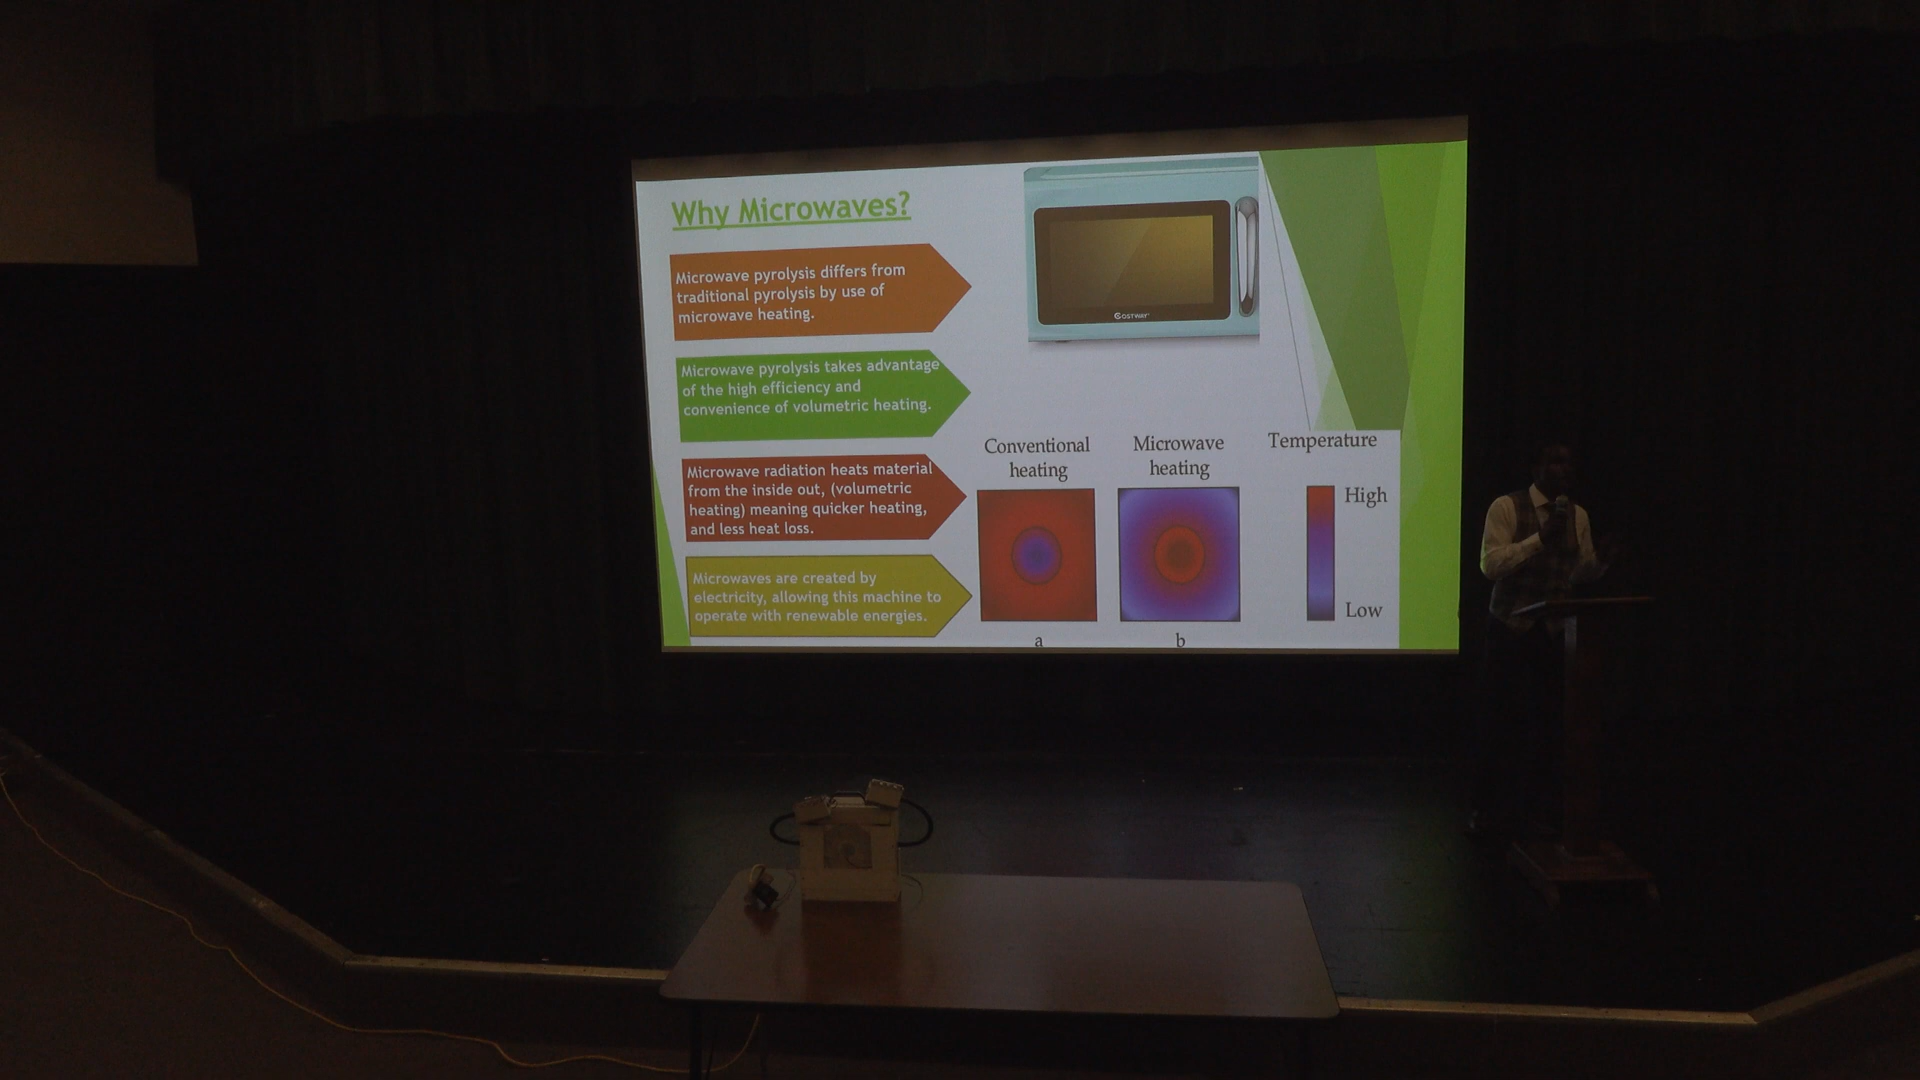 Why Microwaves?
Microwave pyrolysis differs from
traditional pyrolysis by use of
microwave heating.
Microwave pyrolysis takes advantage
of the high efficiency and
convenience of volumetric heating.
Microwave radiation heats material
from the inside out, (volumetric
heating) meaning quicker heating,
and less heat loss.
Microwaves are created by
electricity, allowing this machine to
operate with renewable energies.
COSTWAY
Conventional
heating
Microwave
heating
Temperature
High
Low
a
b